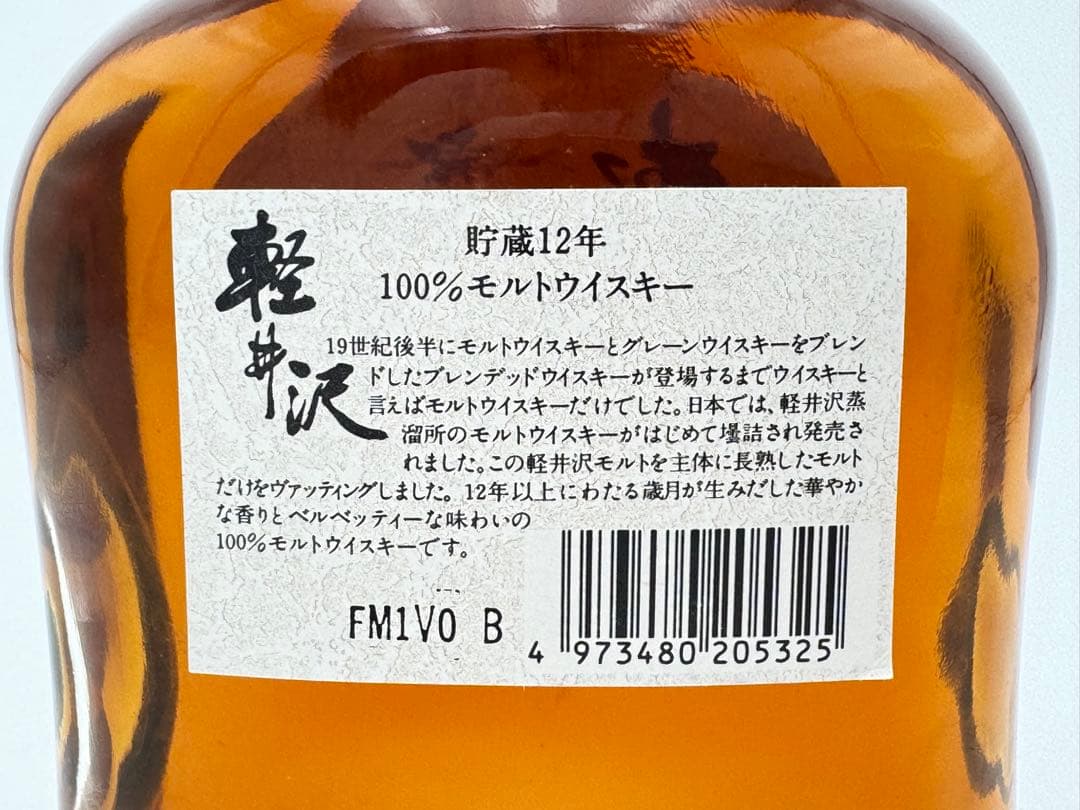 軽井沢
貯蔵12年
100%モルトウイスキー
19世紀後半にモルトウイスキーとグレーンウイスキーをブレン
ドしたブレンデッドウイスキーが登場するまでウイスキーと
言えばモルトウイスキーだけでした。日本では、軽井沢蒸
溜所のモルトウイスキーがはじめて壜詰され発売さ
れました。この軽井沢モルトを主体に長熟したモルト
だけをヴァッティングしました。12年以上にわたる歳月が生みだした華やか
な香りとベルベッティーな味わいの
100%モルトウイスキーです。
FM1V0 B
4 973480 205325